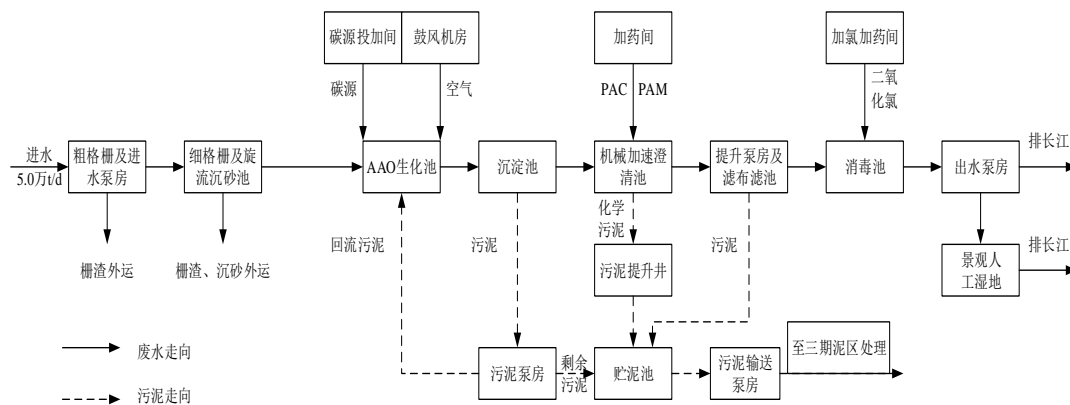 碳源投加间
鼓风机房
加药间
加氯加药间
碳源
空气
PAC
PAM
二氧
化氯
进水
5.0万t/d
粗格栅及进
水泵房
细格栅及旋
流沉砂池
AAO生化池
沉淀池
机械加速澄
清池
提升泵房及
滤布滤池
消毒池
出水泵房
排长江
栅渣外运
栅渣、沉砂外运
回流污泥
污泥
化学
污泥
污泥
污泥提升井
景观人
工湿地
排长江
废水走向
污泥走向
污泥泵房
剩余
污泥
贮泥池
污泥输送
泵房
至三期泥区处理